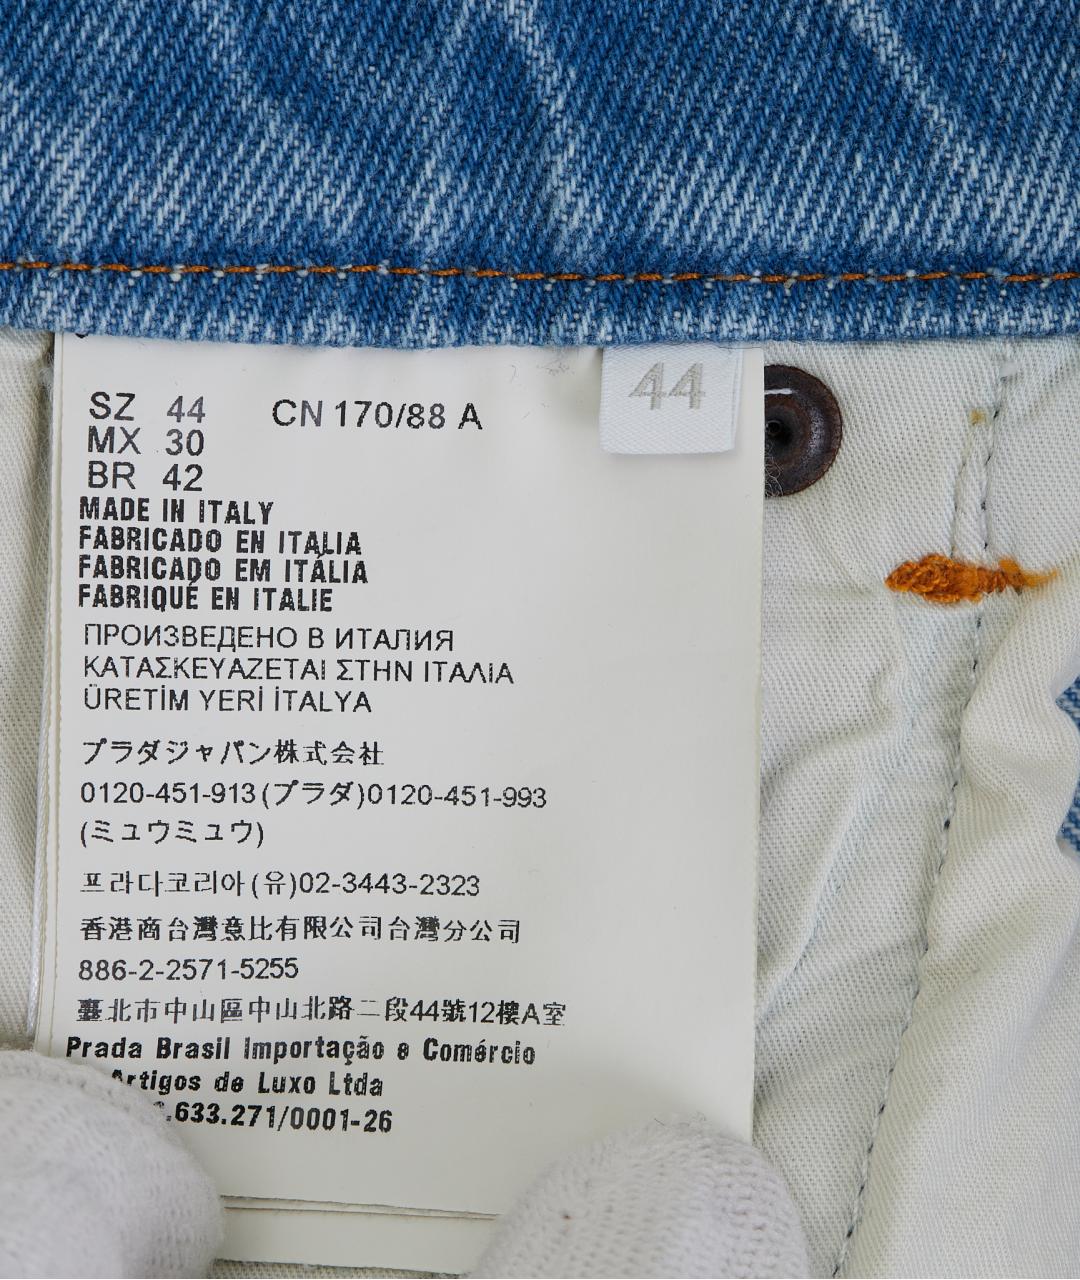 SZ 44 CN 170/88 A
44
MX 30
BR 42
MADE IN ITALY
FABRICADO EN ITALIA
FABRICADO EM ITÁLIA
FABRIQUÉ EN ITALIE
ПРОИЗВЕДЕНО В ИТАЛИЯ
ΚΑΤΑΣΚΕΥΑΖΕΤΑΙ ΣΤΗΝ ΙΤΑΛΙΑ
ÜRETİM YERİ İTALYA
プラダジャパン株式会社
0120-451-913(プラダ)0120-451-993
(ミュウミュウ)
프라다코리아(유)02-3443-2323
香港商台灣意比有限公司台灣分公司
886-2-2571-5255
臺北市中山區中山北路二段44號12樓A室
Prada Brasil Importação e Comércio
Artigos de Luxo Ltda
.633.271/0001-26